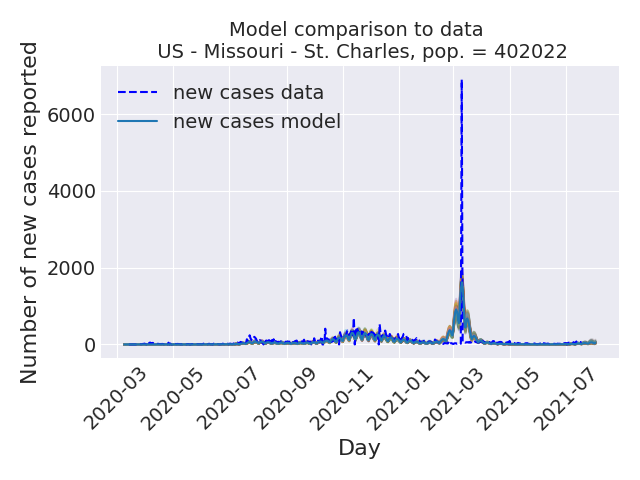 Model comparison to data
US - Missouri - St. Charles, pop. = 402022
Number of new cases reported
6000
4000
2000
0
new cases data
new cases model
2020-03
2020-05
2020-07
2020-09
2020-11
2021-01
2021-03
2021-05
2021-07
Day